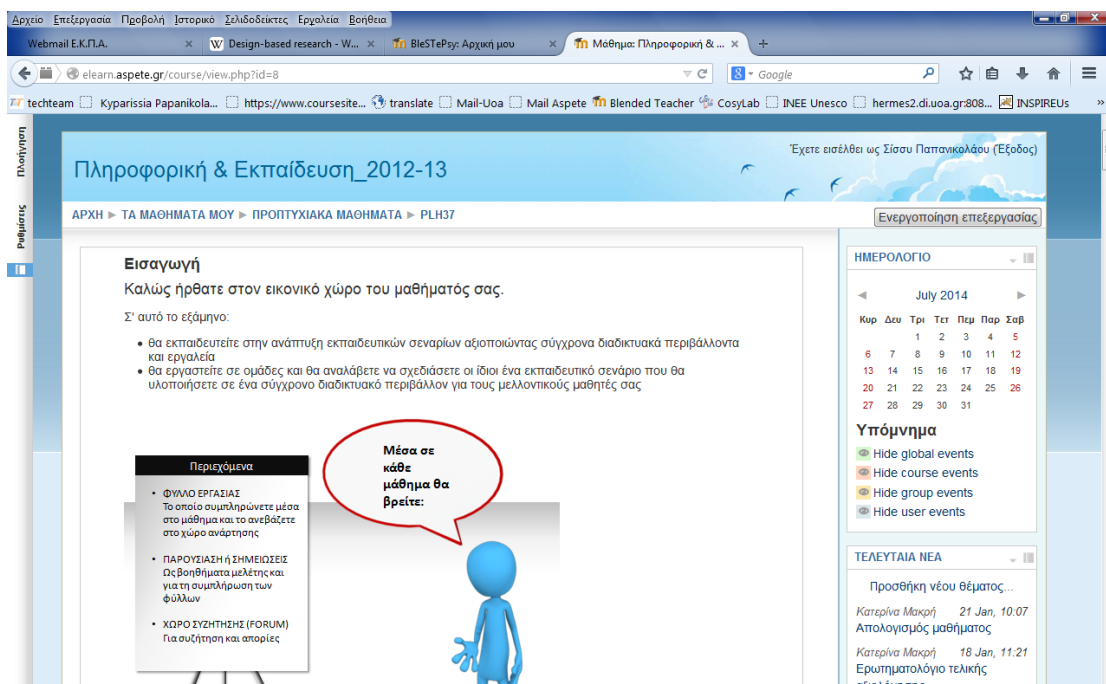 Αρχείο Επεξεργασία Προβολή Ιστορικό Σελιδοδείκτες Εργαλεία Βοήθεια
Webmail Ε.Κ.Π.Α. × W Design-based research - W... × BleSTePsy: Αρχική μου × Μάθημα: Πληροφορική & ... × +
elearn.aspete.gr/course/view.php?id=8
8 Google
techteam Kyparissia Papanikola... https://www.coursesite... translate Mail-Uoa Mail Aspete Blended Teacher CosyLab INEE Unesco hermes2.di.uoa.gr:808... INSPIREUs »
Πλοήγηση
Ρυθμίσεις
Πληροφορική & Εκπαίδευση_2012-13
Έχετε εισέλθει ως Σίσσυ Παπανικολάου (Έξοδος)
ΑΡΧΗ ► ΤΑ ΜΑΘΗΜΑΤΑ ΜΟΥ ► ΠΡΟΠΤΥΧΙΑΚΑ ΜΑΘΗΜΑΤΑ ► PLH37
Ενεργοποίηση επεξεργασίας
Εισαγωγή
Καλώς ήρθατε στον εικονικό χώρο του μαθήματός σας.
Σ' αυτό το εξάμηνο:
• θα εκπαιδευτείτε στην ανάπτυξη εκπαιδευτικών σεναρίων αξιοποιώντας σύγχρονα διαδικτυακά περιβάλλοντα
και εργαλεία
• θα εργαστείτε σε ομάδες και θα αναλάβετε να σχεδιάσετε οι ίδιοι ένα εκπαιδευτικό σενάριο που θα
υλοποιήσετε σε ένα σύγχρονο διαδικτυακό περιβάλλον για τους μελλοντικούς μαθητές σας
Μέσα σε
κάθε
μάθημα θα
βρείτε:
Περιεχόμενα
• ΦΥΛΛΟ ΕΡΓΑΣΙΑΣ
Το οποίο συμπληρώνετε μέσα
στο μάθημα και το ανεβάζετε
στο χώρο ανάρτησης
• ΠΑΡΟΥΣΙΑΣΗ ή ΣΗΜΕΙΩΣΕΙΣ
Ως βοηθήματα μελέτης και
για τη συμπλήρωση των
φύλλων
• ΧΩΡΟ ΣΥΖΗΤΗΣΗΣ (FORUM)
Για συζήτηση και απορίες
ΗΜΕΡΟΛΟΓΙΟ
◄ July 2014 ►
Κυρ Δευ Τρι Τετ Πεμ Παρ Σαβ
1 2 3 4 5
6 7 8 9 10 11 12
13 14 15 16 17 18 19
20 21 22 23 24 25 26
27 28 29 30 31
Υπόμνημα
Hide global events
Hide course events
Hide group events
Hide user events
ΤΕΛΕΥΤΑΙΑ ΝΕΑ
Προσθήκη νέου θέματος...
Κατερίνα Μακρή 21 Jan, 10:07
Απολογισμός μαθήματος
Κατερίνα Μακρή 18 Jan, 11:21
Ερωτηματολόγιο τελικής